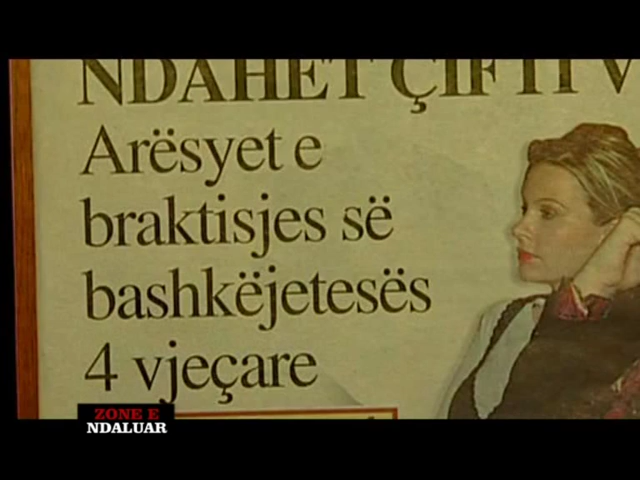 NDAHET ÇIFTI
Arësyet e
braktisjes së
bashkëjetesës
4 vjeçare
ZONE E
NDALUAR